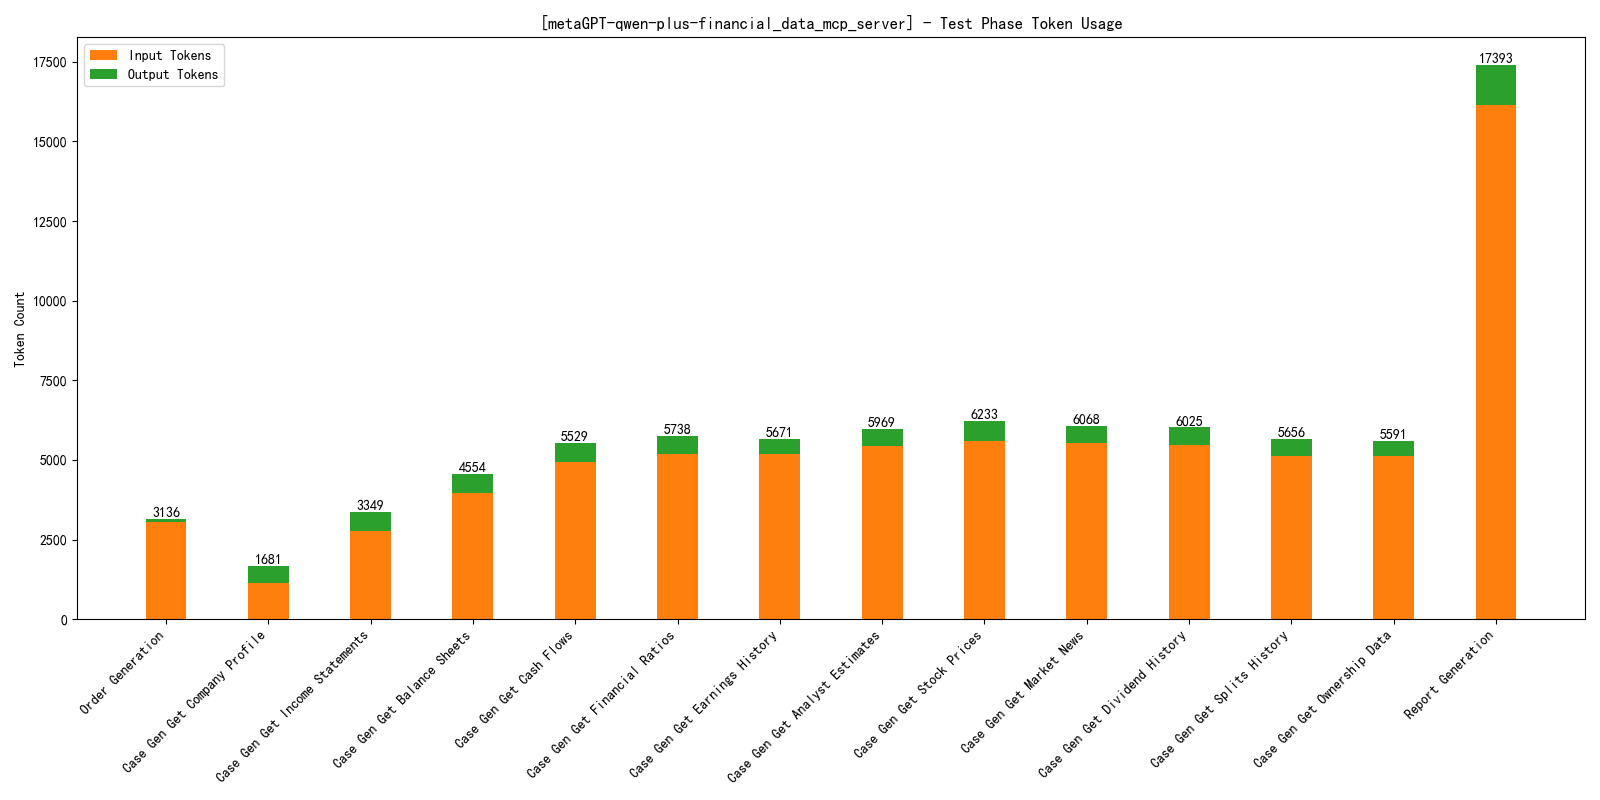 [metaGPT-qwen-plus-financial_data_mcp_server] - Test Phase Token Usage
Input Tokens
Output Tokens
Token Count
17500
15000
12500
10000
7500
5000
2500
0
3136
1681
3349
4554
5529
5738
5671
5969
6233
6068
6025
5656
5591
17393
Order Generation
Case Gen Get Company Profile
Case Gen Get Income Statements
Case Gen Get Balance Sheets
Case Gen Get Cash Flows
Case Gen Get Financial Ratios
Case Gen Get Earnings History
Case Gen Get Analyst Estimates
Case Gen Get Stock Prices
Case Gen Get Market News
Case Gen Get Dividend History
Case Gen Get Splits History
Case Gen Get Ownership Data
Report Generation